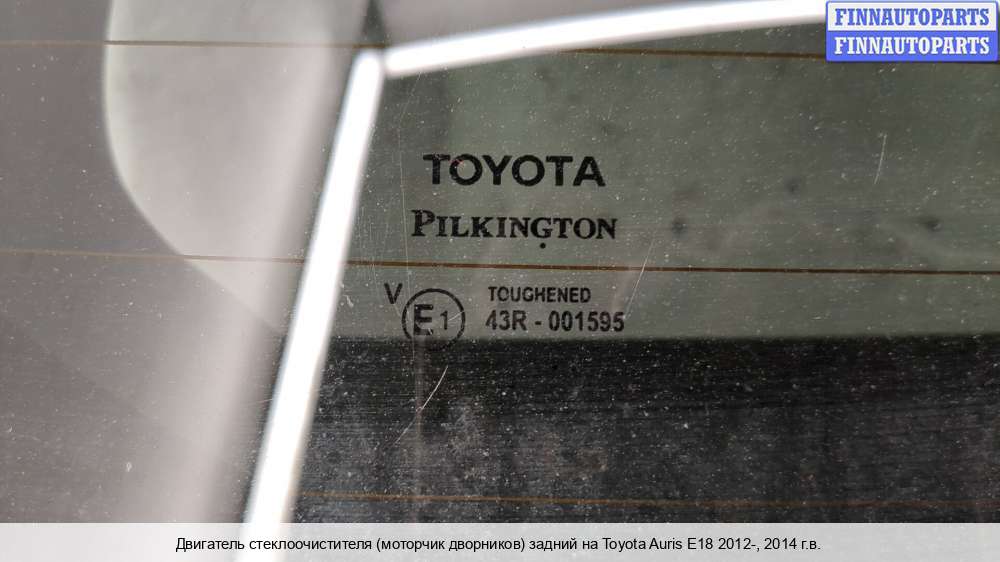 FINNAUTOPARTS
FINNAUTOPARTS
TOYOTA
PILKINGTON
V
E1
TOUGHENED
43R - 001595
Двигатель стеклоочистителя (моторчик дворников) задний на Toyota Auris E18 2012-, 2014 г.в.